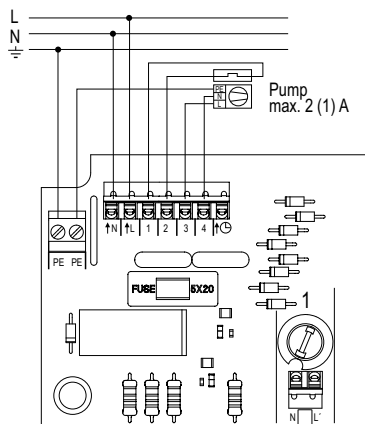 L
N
PE
N
L
Pump
max. 2 (1) A
N L 1 2 3 4
PE PE
FUSE 5X20
1
N L´